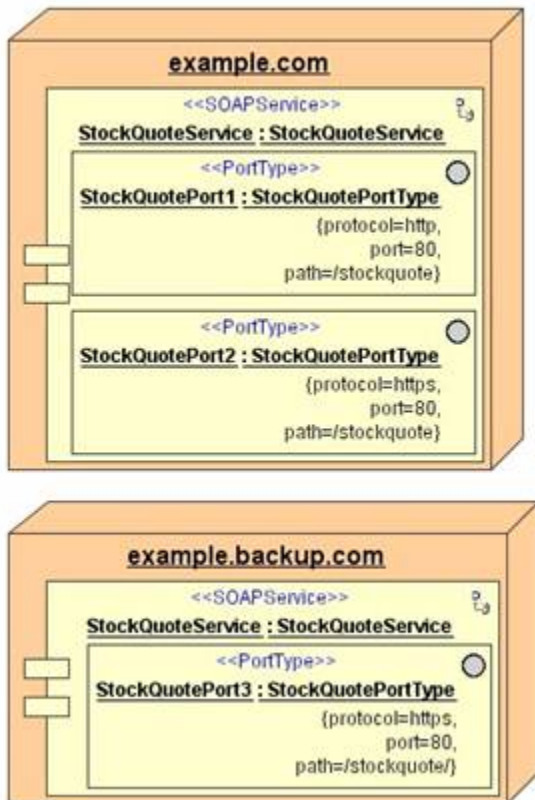 example.com
<<SOAPService>>
StockQuoteService : StockQuoteService
<<PortType>>
StockQuotePort1 : StockQuotePortType
{protocol=http,
port=80,
path=/stockquote}
<<PortType>>
StockQuotePort2 : StockQuotePortType
{protocol=https,
port=80,
path=/stockquote}
example.backup.com
<<SOAPService>>
StockQuoteService : StockQuoteService
<<PortType>>
StockQuotePort3 : StockQuotePortType
{protocol=https,
port=80,
path=/stockquote/}